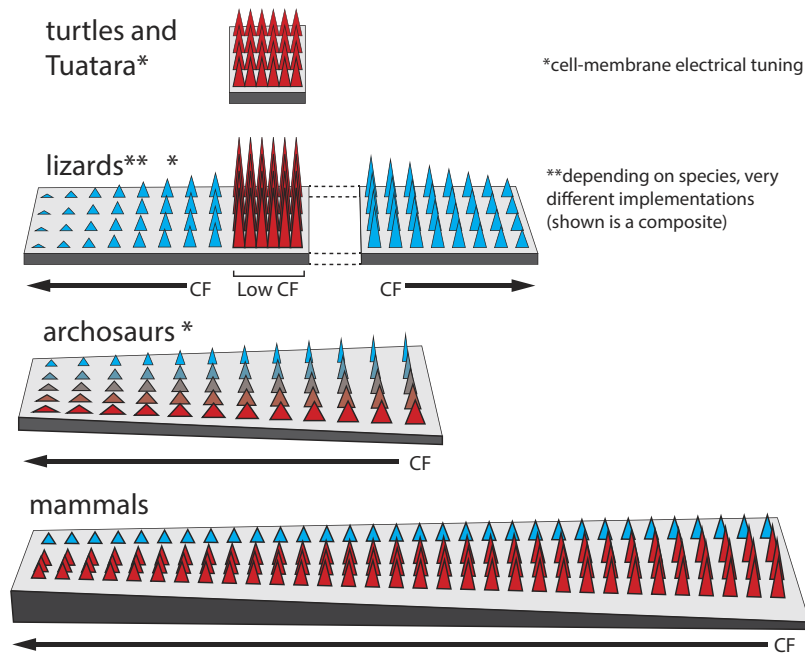 turtles and
Tuatara*
*cell-membrane electrical tuning
lizards** *
**depending on species, very
different implementations
(shown is a composite)
CF
Low CF
CF
archosaurs *
CF
mammals
CF